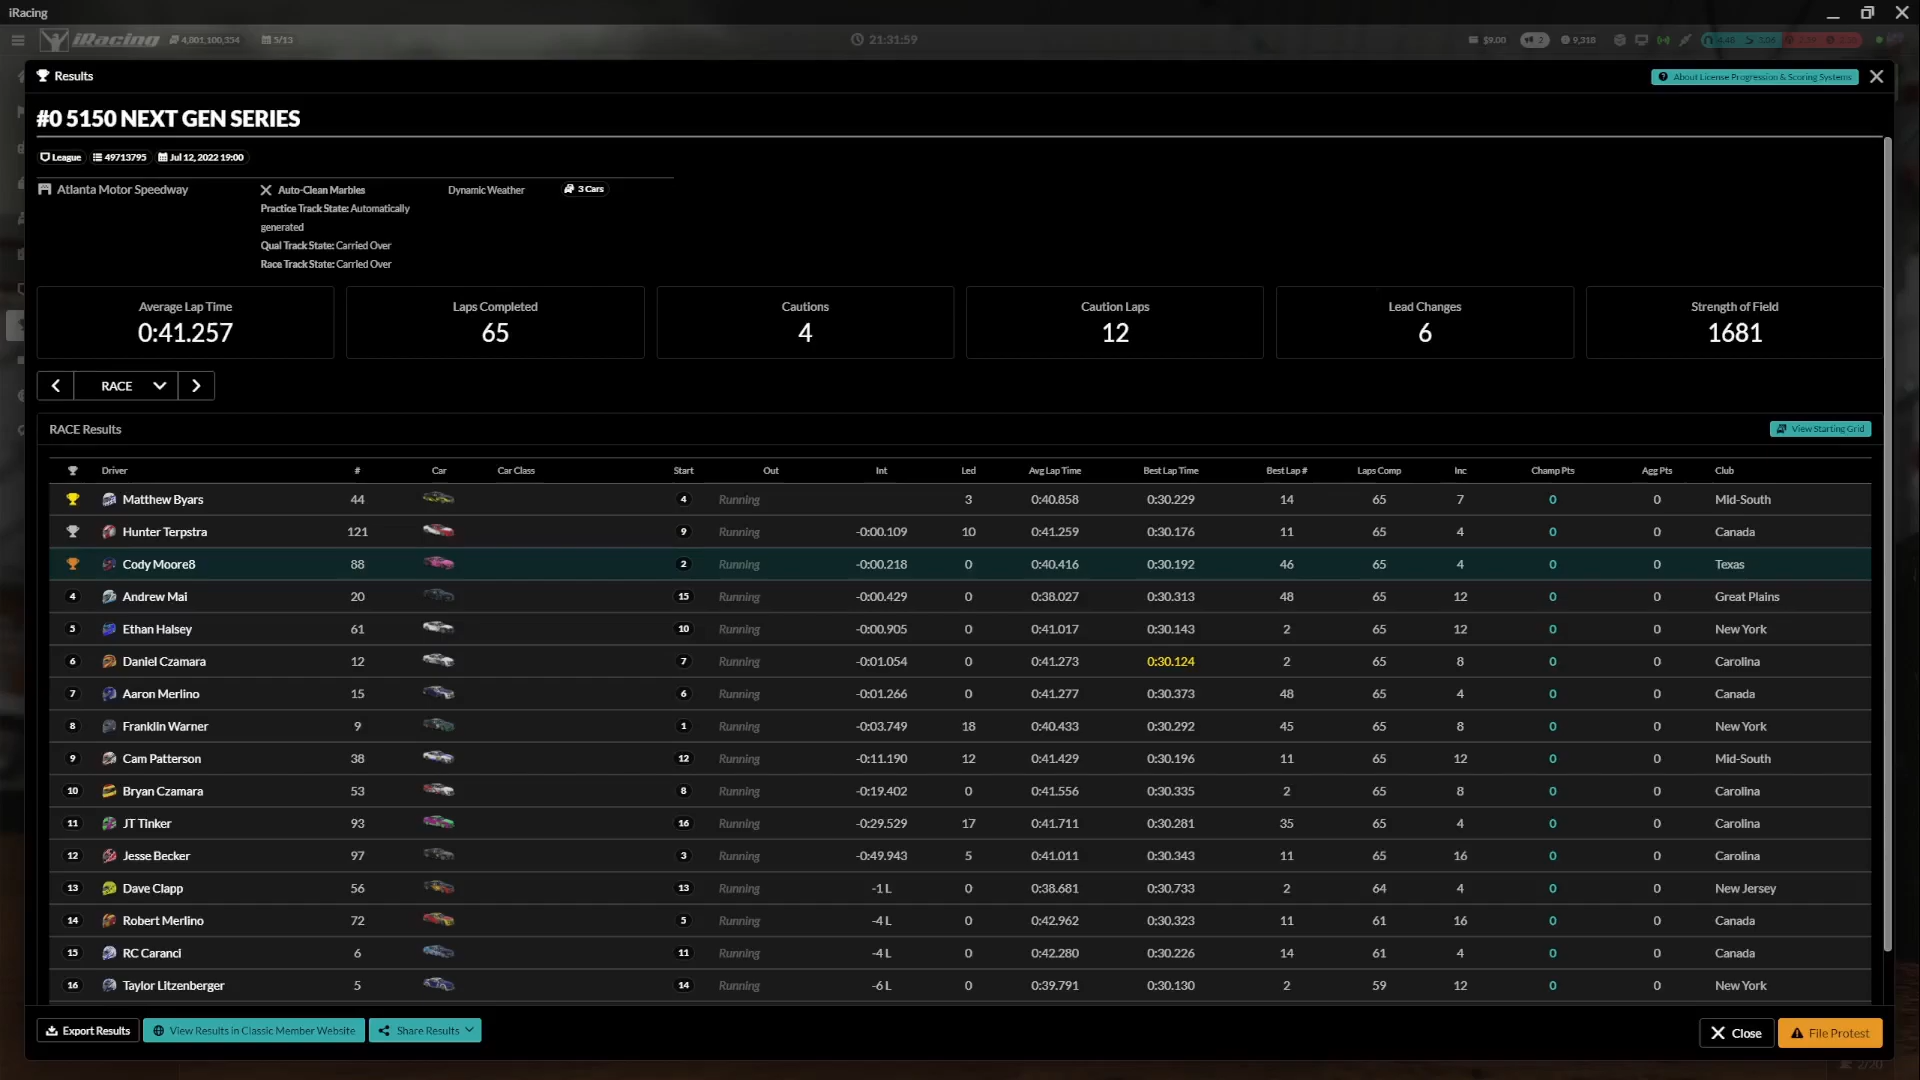 iRacing
iRacing 4,801,100,354 5/13 21:31:59 $9.00 2 9,318
Results About License Progression & Scoring Systems
#0 5150 NEXT GEN SERIES
League 49713795 Jul 12, 2022 19:00
Atlanta Motor Speedway Auto-Clean Marbles Dynamic Weather 3 Cars
Practice Track State: Automatically
generated
Qual Track State: Carried Over
Race Track State: Carried Over
Average Lap Time Laps Completed Cautions Caution Laps Lead Changes Strength of Field
0:41.257 65 4 12 6 1681
RACE
RACE Results View Starting Grid
Driver # Car Car Class Start Out Int Led Avg Lap Time Best Lap Time Best Lap # Laps Comp Inc Champ Pts Agg Pts Club
Matthew Byars 44 4 Running 3 0:40.858 0:30.229 14 65 7 0 0 Mid-South
Hunter Terpstra 121 9 Running -0:00.109 10 0:41.259 0:30.176 11 65 4 0 0 Canada
Cody Moore8 88 2 Running -0:00.218 0 0:40.416 0:30.192 46 65 4 0 0 Texas
4 Andrew Mai 20 15 Running -0:00.429 0 0:38.027 0:30.313 48 65 12 0 0 Great Plains
5 Ethan Halsey 61 10 Running -0:00.905 0 0:41.017 0:30.143 2 65 12 0 0 New York
6 Daniel Czamara 12 7 Running -0:01.054 0 0:41.273 0:30.124 2 65 8 0 0 Carolina
7 Aaron Merlino 15 6 Running -0:01.266 0 0:41.277 0:30.373 48 65 4 0 0 Canada
8 Franklin Warner 9 1 Running -0:03.749 18 0:40.433 0:30.292 45 65 8 0 0 New York
9 Cam Patterson 38 12 Running -0:11.190 12 0:41.429 0:30.196 11 65 12 0 0 Mid-South
10 Bryan Czamara 53 8 Running -0:19.402 0 0:41.556 0:30.335 2 65 8 0 0 Carolina
11 JT Tinker 93 16 Running -0:29.529 17 0:41.711 0:30.281 35 65 4 0 0 Carolina
12 Jesse Becker 97 3 Running -0:49.943 5 0:41.011 0:30.343 11 65 16 0 0 Carolina
13 Dave Clapp 56 13 Running -1 L 0 0:38.681 0:30.733 2 64 4 0 0 New Jersey
14 Robert Merlino 72 5 Running -4 L 0 0:42.962 0:30.323 11 61 16 0 0 Canada
15 RC Caranci 6 11 Running -4 L 0 0:42.280 0:30.226 14 61 4 0 0 Canada
16 Taylor Litzenberger 5 14 Running -6 L 0 0:39.791 0:30.130 2 59 12 0 0 New York
Export Results View Results in Classic Member Website Share Results Close File Protest
2/20